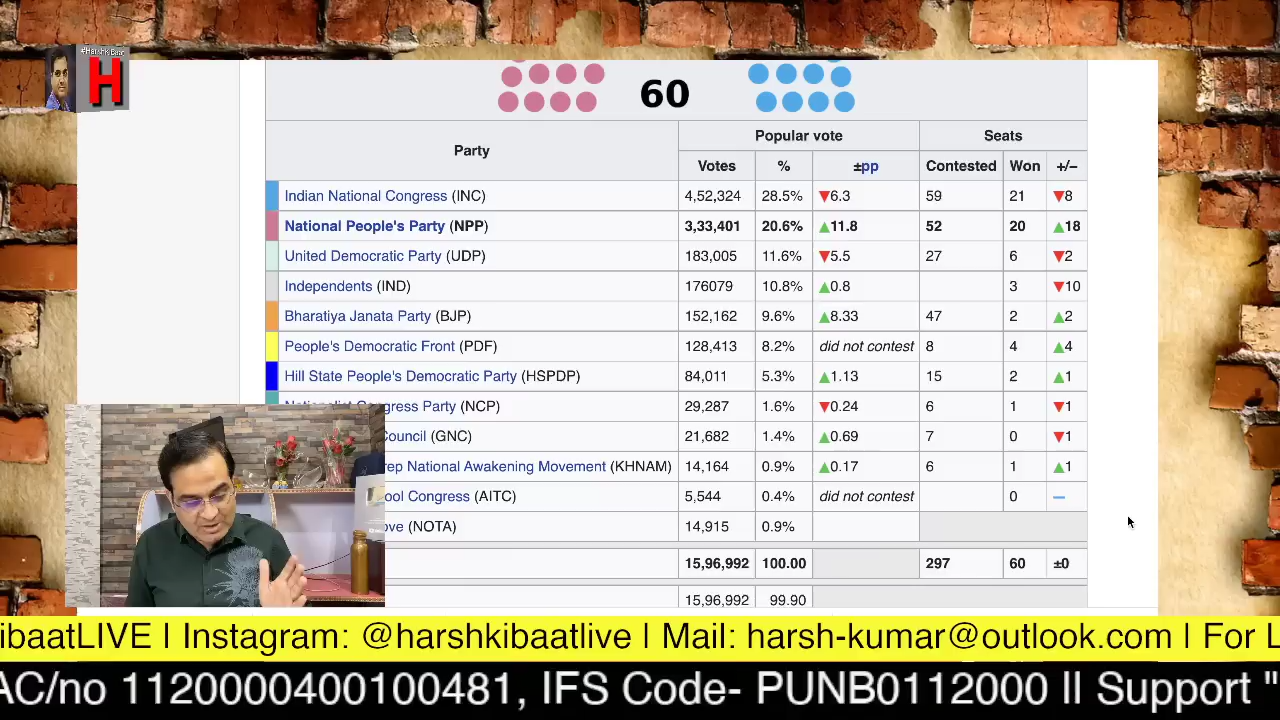 #HarshKiBaat
H
60
Party
Popular vote
Seats
Votes % ±pp Contested Won +/–
Indian National Congress (INC) 4,52,324 28.5% ▼6.3 59 21 ▼8
National People's Party (NPP) 3,33,401 20.6% ▲11.8 52 20 ▲18
United Democratic Party (UDP) 183,005 11.6% ▼5.5 27 6 ▼2
Independents (IND) 176079 10.8% ▲0.8 3 ▼10
Bharatiya Janata Party (BJP) 152,162 9.6% ▲8.33 47 2 ▲2
People's Democratic Front (PDF) 128,413 8.2% did not contest 8 4 ▲4
Hill State People's Democratic Party (HSPDP) 84,011 5.3% ▲1.13 15 2 ▲1
Congress Party (NCP) 29,287 1.6% ▼0.24 6 1 ▼1
Council (GNC) 21,682 1.4% ▲0.69 7 0 ▼1
rep National Awakening Movement (KHNAM) 14,164 0.9% ▲0.17 6 1 ▲1
ool Congress (AITC) 5,544 0.4% did not contest 0 –
ove (NOTA) 14,915 0.9%
15,96,992 100.00 297 60 ±0
15,96,992 99.90
ibaatLIVE I Instagram: @harshkibaatlive I Mail: harsh-kumar@outlook.com I For L
AC/no 1120000400100481, IFS Code- PUNB0112000 II Support "